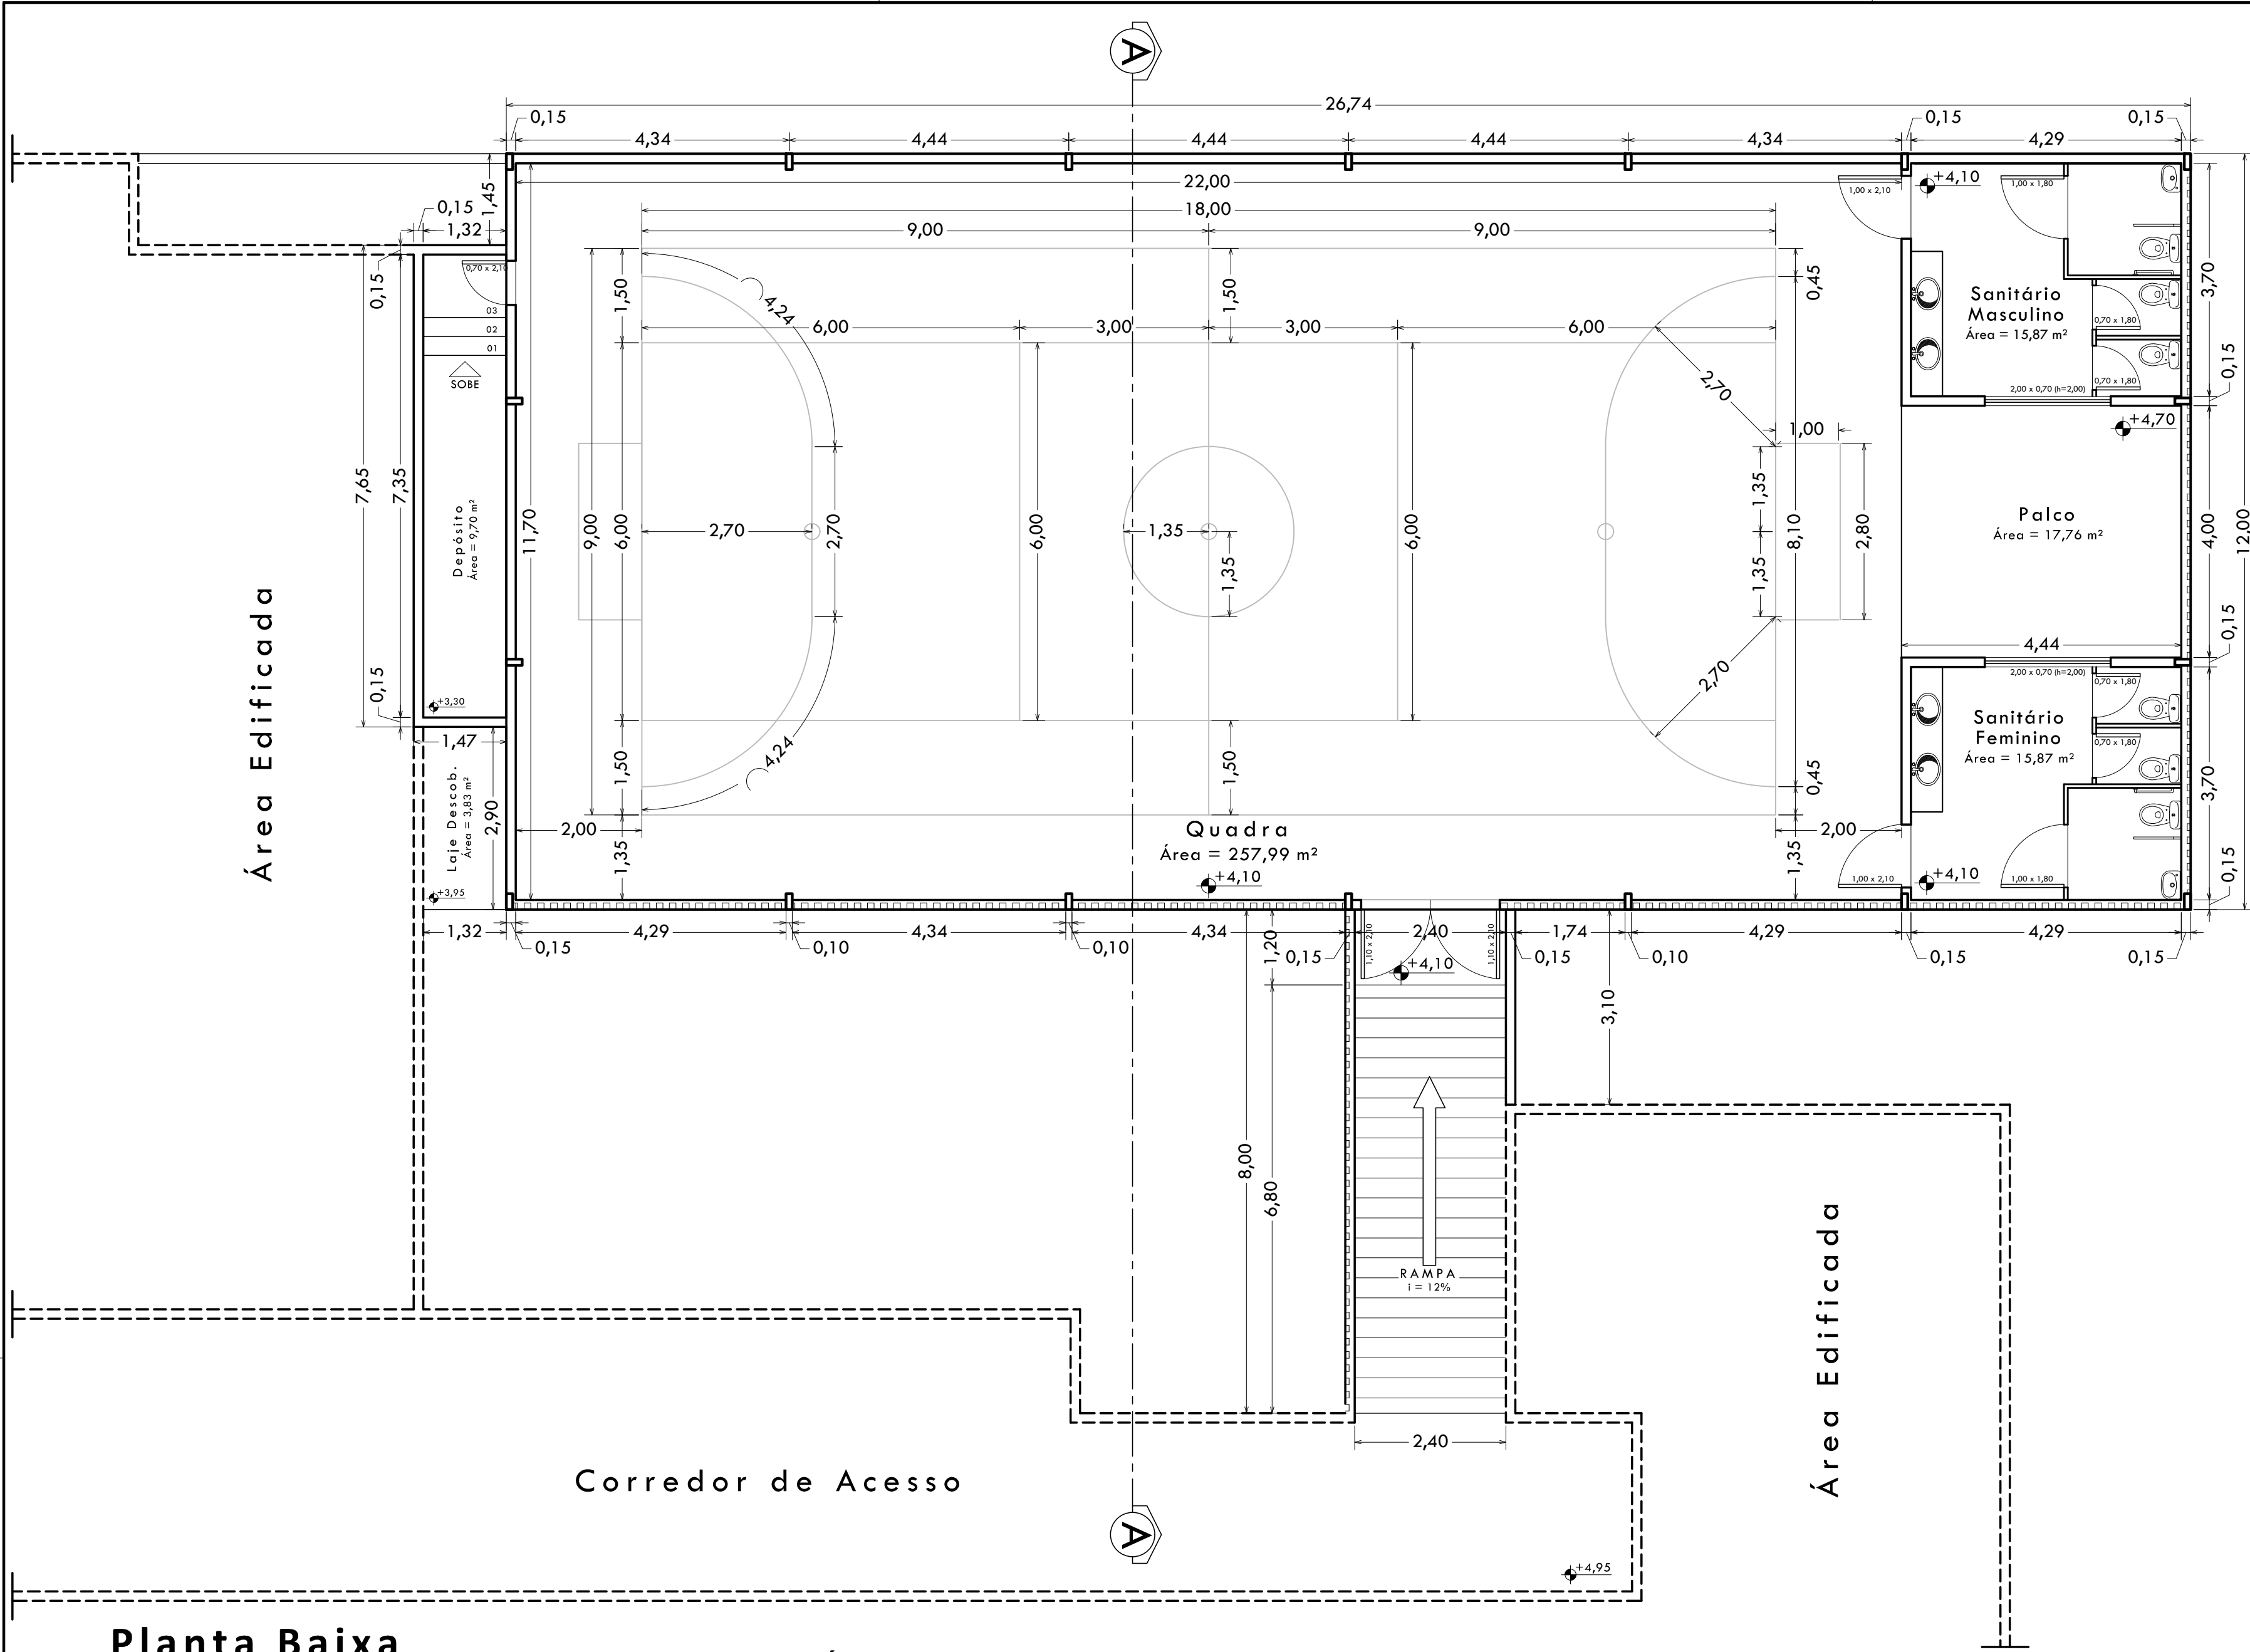 A
26,74
0,15
0,15
0,15
4,34
4,44
4,44
4,44
4,34
4,29
22,00
1,45
0,15
1,32
18,00
9,00
9,00
1,00 x 2,10
+4,10
1,00 x 1,80
0,70 x 2,10
0,15
1,50
4,24
1,50
0,45
3,70
Sanitário
Masculino
Área = 15,87 m²
03
02
01
SOBE
6,00
3,00
3,00
6,00
0,70 x 1,80
0,70 x 1,80
2,00 x 0,70 (h=2,00)
0,15
2,70
+4,70
1,00
7,65
7,35
Depósito
Área = 9,70 m²
11,70
9,00
6,00
2,70
2,70
6,00
1,35
1,35
6,00
1,35
1,35
8,10
2,80
Palco
Área = 17,76 m²
4,00
12,00
4,44
0,15
Área Edificada
0,15
+3,30
1,47
2,70
2,00 x 0,70 (h=2,00)
0,70 x 1,80
0,70 x 1,80
Sanitário
Feminino
Área = 15,87 m²
3,70
Laje Descob.
Área = 3,83 m²
2,90
+3,95
1,50
4,24
1,50
0,45
2,00
1,35
Quadra
Área = 257,99 m²
+4,10
2,00
1,35
1,00 x 2,10
+4,10
1,00 x 1,80
0,15
1,32
0,15
4,29
0,10
4,34
0,10
4,34
1,20
0,15
1,10 x 2,10
2,40
1,10 x 2,10
+4,10
0,15
1,74
0,10
4,29
0,15
4,29
0,15
3,10
8,00
6,80
RAMPA
i = 12%
Área Edificada
2,40
Corredor de Acesso
A
+4,95
Planta Baixa